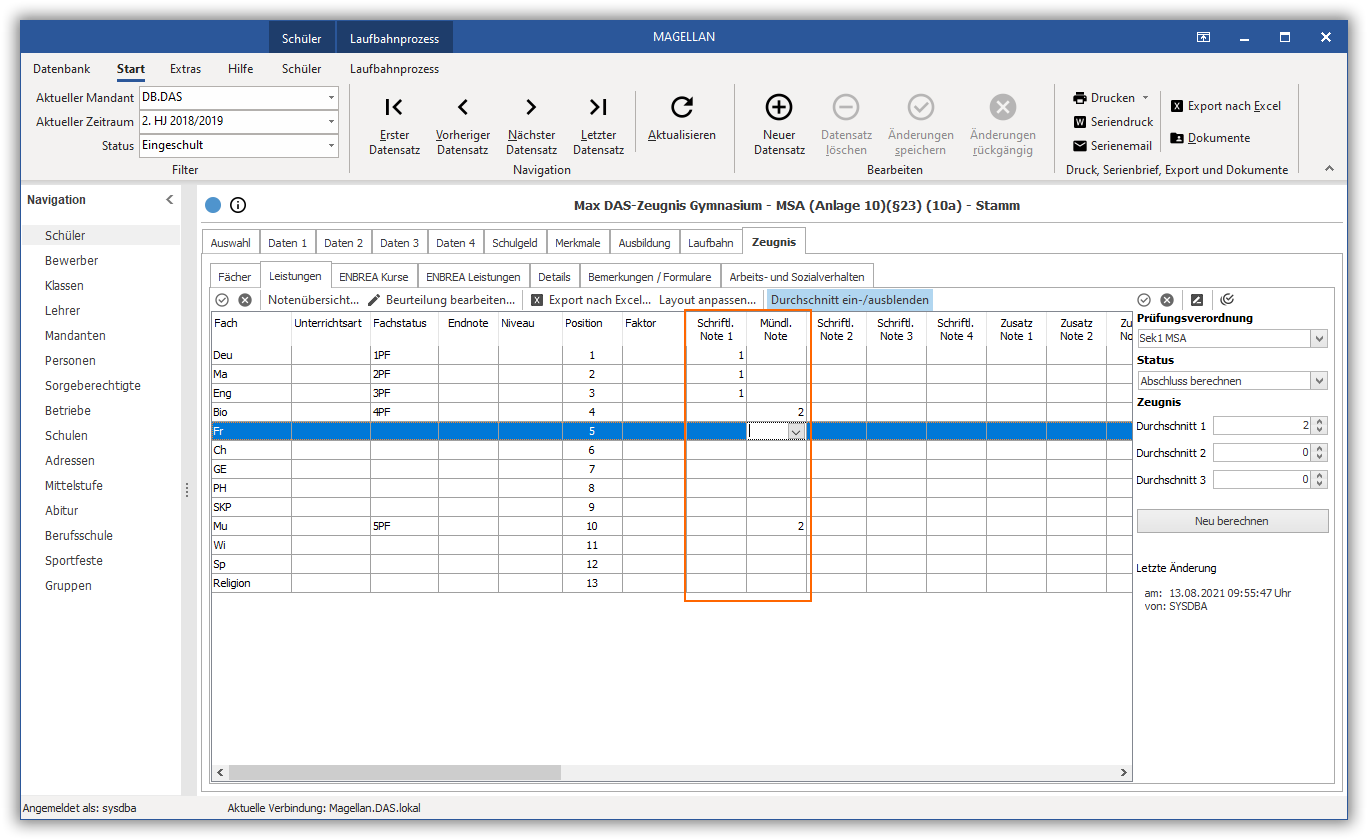 Schüler Laufbahnprozess MAGELLAN
Datenbank Start Extras Hilfe Schüler Laufbahnprozess
Aktueller Mandant DB.DAS
Aktueller Zeitraum 2. HJ 2018/2019
Status Eingeschult
Filter
Erster Datensatz
Vorheriger Datensatz
Nächster Datensatz
Letzter Datensatz
Aktualisieren
Navigation
Neuer Datensatz
Datensatz löschen
Änderungen speichern
Änderungen rückgängig
Bearbeiten
Drucken
Seriendruck
Serienemail
Export nach Excel
Dokumente
Druck, Serienbrief, Export und Dokumente
Navigation
Schüler
Bewerber
Klassen
Lehrer
Mandanten
Personen
Sorgeberechtigte
Betriebe
Schulen
Adressen
Mittelstufe
Abitur
Berufsschule
Sportfeste
Gruppen
Max DAS-Zeugnis Gymnasium - MSA (Anlage 10)(§23) (10a) - Stamm
Auswahl Daten 1 Daten 2 Daten 3 Daten 4 Schulgeld Merkmale Ausbildung Laufbahn Zeugnis
Fächer Leistungen ENBREA Kurse ENBREA Leistungen Details Bemerkungen / Formulare Arbeits- und Sozialverhalten
Notenübersicht... Beurteilung bearbeiten... X Export nach Excel... Layout anpassen... Durchschnitt ein-/ausblenden
Fach Unterrichtsart Fachstatus Endnote Niveau Position Faktor Schriftl. Note 1 Mündl. Note Schriftl. Note 2 Schriftl. Note 3 Schriftl. Note 4 Zusatz Note 1 Zusatz Note 2 Zu No
Deu 1PF 1 1
Ma 2PF 2 1
Eng 3PF 3 1
Bio 4PF 4 2
Fr 5
Ch 6
GE 7
PH 8
SKP 9
Mu 5PF 10 2
Wi 11
Sp 12
Religion 13
Prüfungsverordnung
Sek1 MSA
Status
Abschluss berechnen
Zeugnis
Durchschnitt 1 2
Durchschnitt 2 0
Durchschnitt 3 0
Neu berechnen
Letzte Änderung
am: 13.08.2021 09:55:47 Uhr
von: SYSDBA
Angemeldet als: sysdba Aktuelle Verbindung: Magellan.DAS.lokal